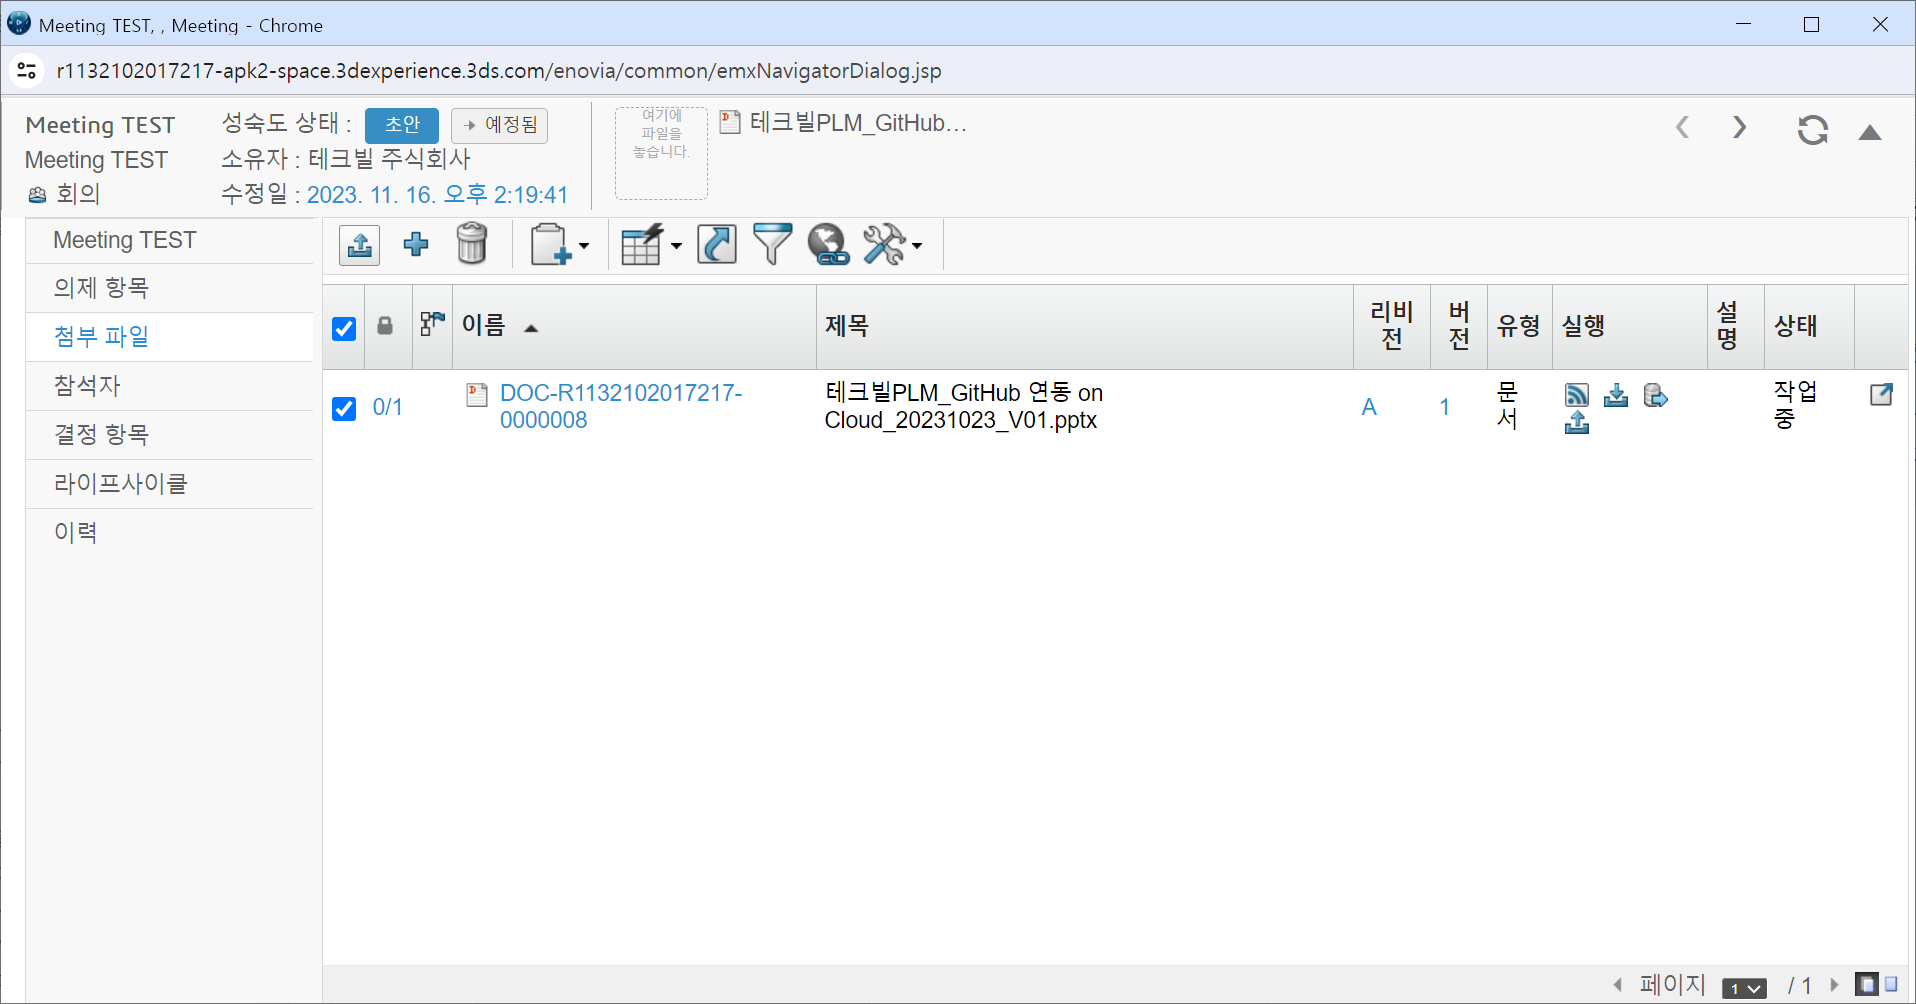 Meeting TEST, , Meeting - Chrome
r1132102017217-apk2-space.3dexperience.3ds.com/enovia/common/emxNavigatorDialog.jsp
Meeting TEST
Meeting TEST
회의
성숙도 상태 : 초안 예정됨
소유자 : 테크빌 주식회사
수정일 : 2023. 11. 16. 오후 2:19:41
여기에
파일을
놓습니다.
테크빌PLM_GitHub...
Meeting TEST
의제 항목
첨부 파일
참석자
결정 항목
라이프사이클
이력
이름 제목 리비전 버전 유형 실행 설명 상태
0/1 DOC-R1132102017217-0000008 테크빌PLM_GitHub 연동 on Cloud_20231023_V01.pptx A 1 문서 작업 중
페이지 1 / 1